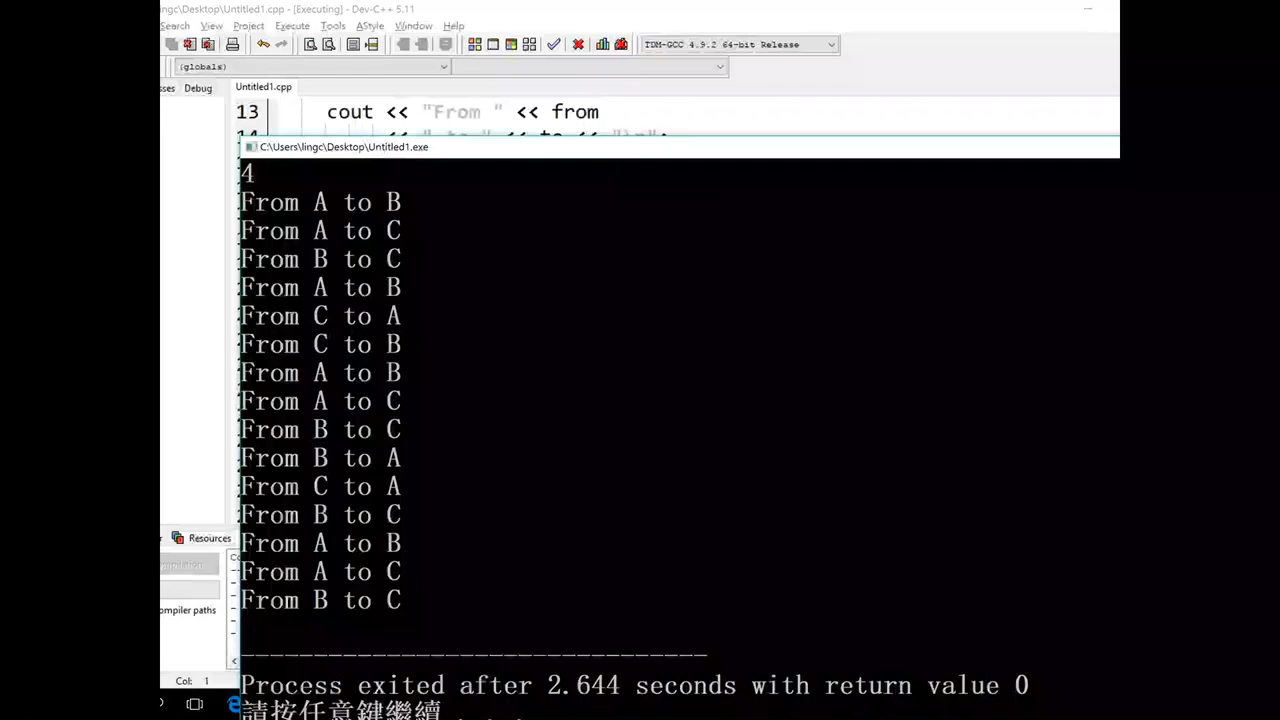 lingc\Desktop\Untitled1.cpp - [Executing] - Dev-C++ 5.11
Search View Project Execute Tools AStyle Window Help
TDM-GCC 4.9.2 64-bit Release
(globals)
Debug
Untitled1.cpp
13 cout << "From " << from
C:\Users\lingc\Desktop\Untitled1.exe
4
From A to B
From A to C
From B to C
From A to B
From C to A
From C to B
From A to B
From A to C
From B to C
From B to A
From C to A
From B to C
From A to B
From A to C
From B to C
Resources
ompiler paths
--------------------------------
Process exited after 2.644 seconds with return value 0
Col: 1
請按任意鍵繼續 . . .